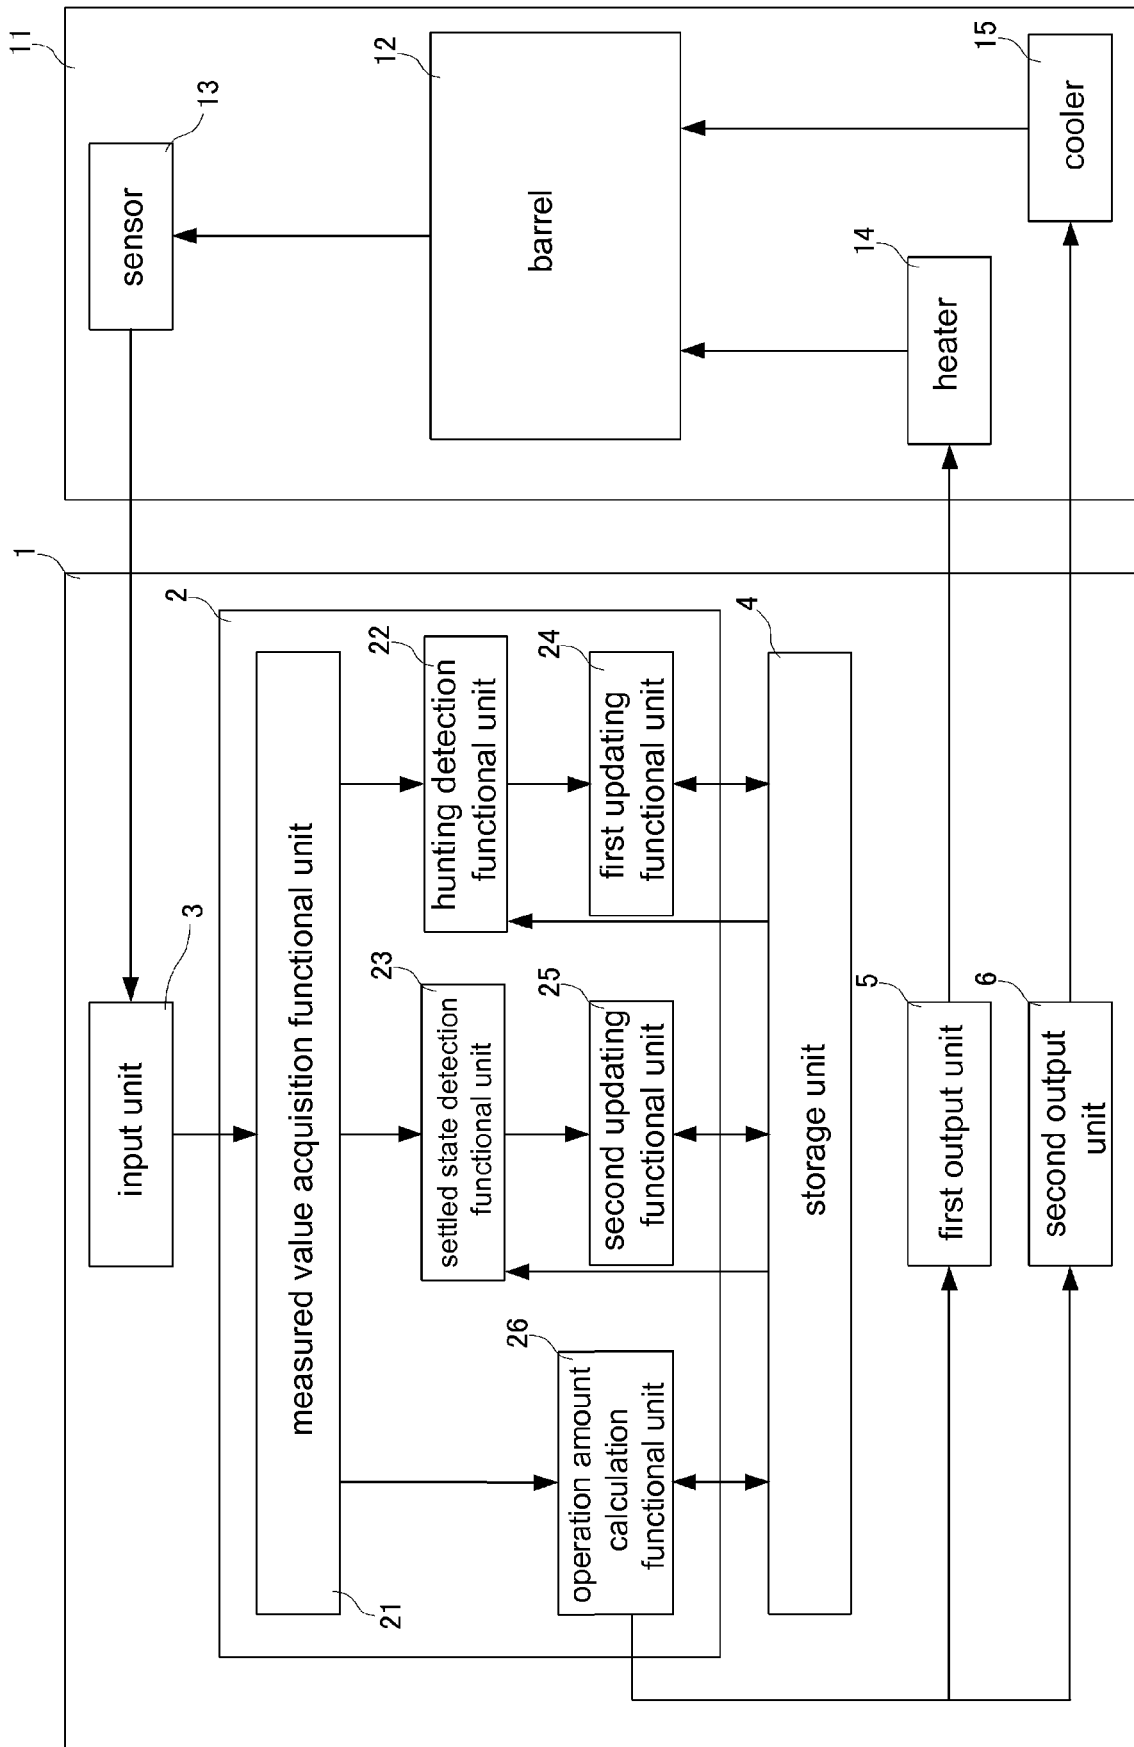 1
input unit
3
2
measured value acquisition functional unit
21
operation amount
calculation
functional unit
26
settled state detection
functional unit
23
hunting detection
functional unit
22
second updating
functional unit
25
first updating
functional unit
24
storage unit
4
first output unit
5
second output
unit
6
11
sensor
13
barrel
12
heater
14
cooler
15